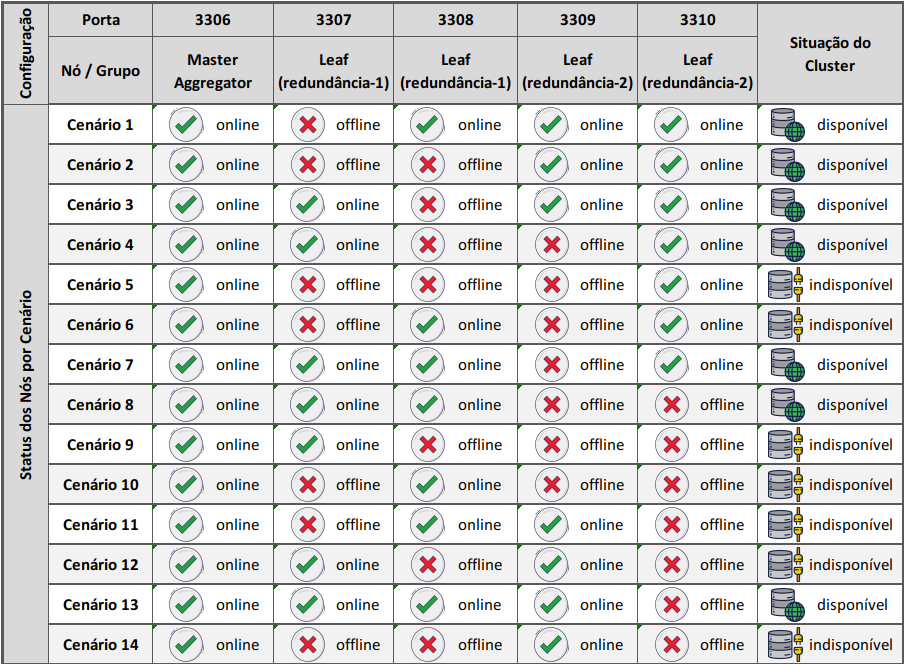 Configuração Porta 3306 3307 3308 3309 3310 Situação do Cluster
Nó / Grupo Master Aggregator Leaf (redundância-1) Leaf (redundância-1) Leaf (redundância-2) Leaf (redundância-2)
Status dos Nós por Cenário
Cenário 1 online offline online online online disponível
Cenário 2 online offline offline online online disponível
Cenário 3 online online offline online online disponível
Cenário 4 online online offline offline online disponível
Cenário 5 online offline offline offline online indisponível
Cenário 6 online offline online offline online indisponível
Cenário 7 online online online offline online disponível
Cenário 8 online online online offline offline disponível
Cenário 9 online online offline offline offline indisponível
Cenário 10 online offline online offline offline indisponível
Cenário 11 online offline online online offline indisponível
Cenário 12 online online offline online offline indisponível
Cenário 13 online online online online offline disponível
Cenário 14 online offline offline online offline indisponível